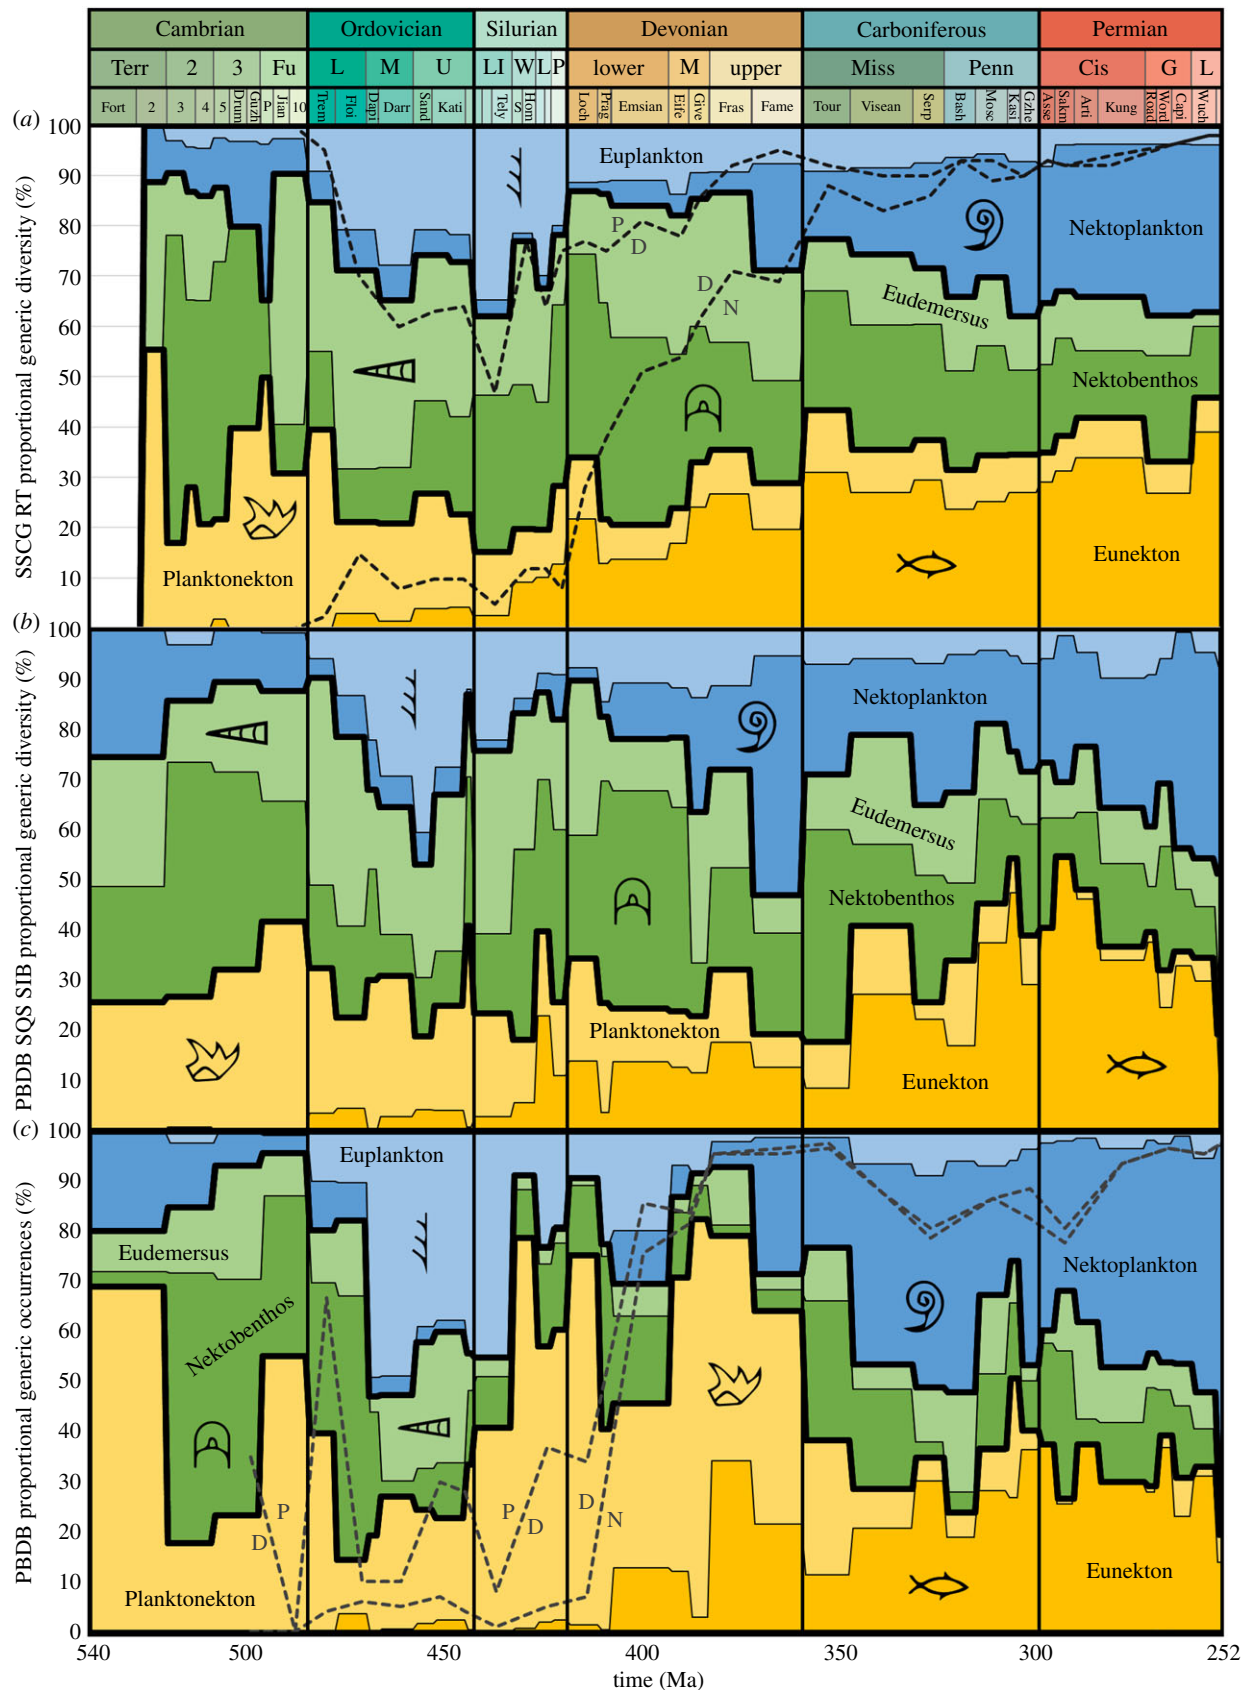 Cambrian Ordovician Silurian Devonian Carboniferous Permian
Terr 2 3 Fu L M U Ll W L P lower M upper Miss Penn Cis G L
Fort 2 3 4 5 Drum Guzh P Jian 10 Trem Floi Dapi Darr Sand Kati Tely S Hom Loch Prag Emsian Eife Give Fras Fame Tour Visean Serp Bash Mosc Kasi Gzhe Asse Sakm Arti Kung Road Word Capi Wuch
(a)
SSCG RT proportional generic diversity (%)
100
90
80
70
60
50
40
30
20
10
Euplankton
Nektoplankton
P
D
D
N
Eudemersus
Nektobenthos
Planktonekton
Eunekton
(b)
PBDB SQS SIB proportional generic diversity (%)
100
90
80
70
60
50
40
30
20
10
Nektoplankton
Eudemersus
Nektobenthos
Planktonekton
Eunekton
(c)
PBDB proportional generic occurrences (%)
100
90
80
70
60
50
40
30
20
10
0
Euplankton
Eudemersus
Nektoplankton
Nektobenthos
P
D
P
D
D
N
Planktonekton
Eunekton
540 500 450 400 350 300 252
time (Ma)